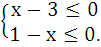 x − 3 ≤ 0
1 − x ≤ 0.